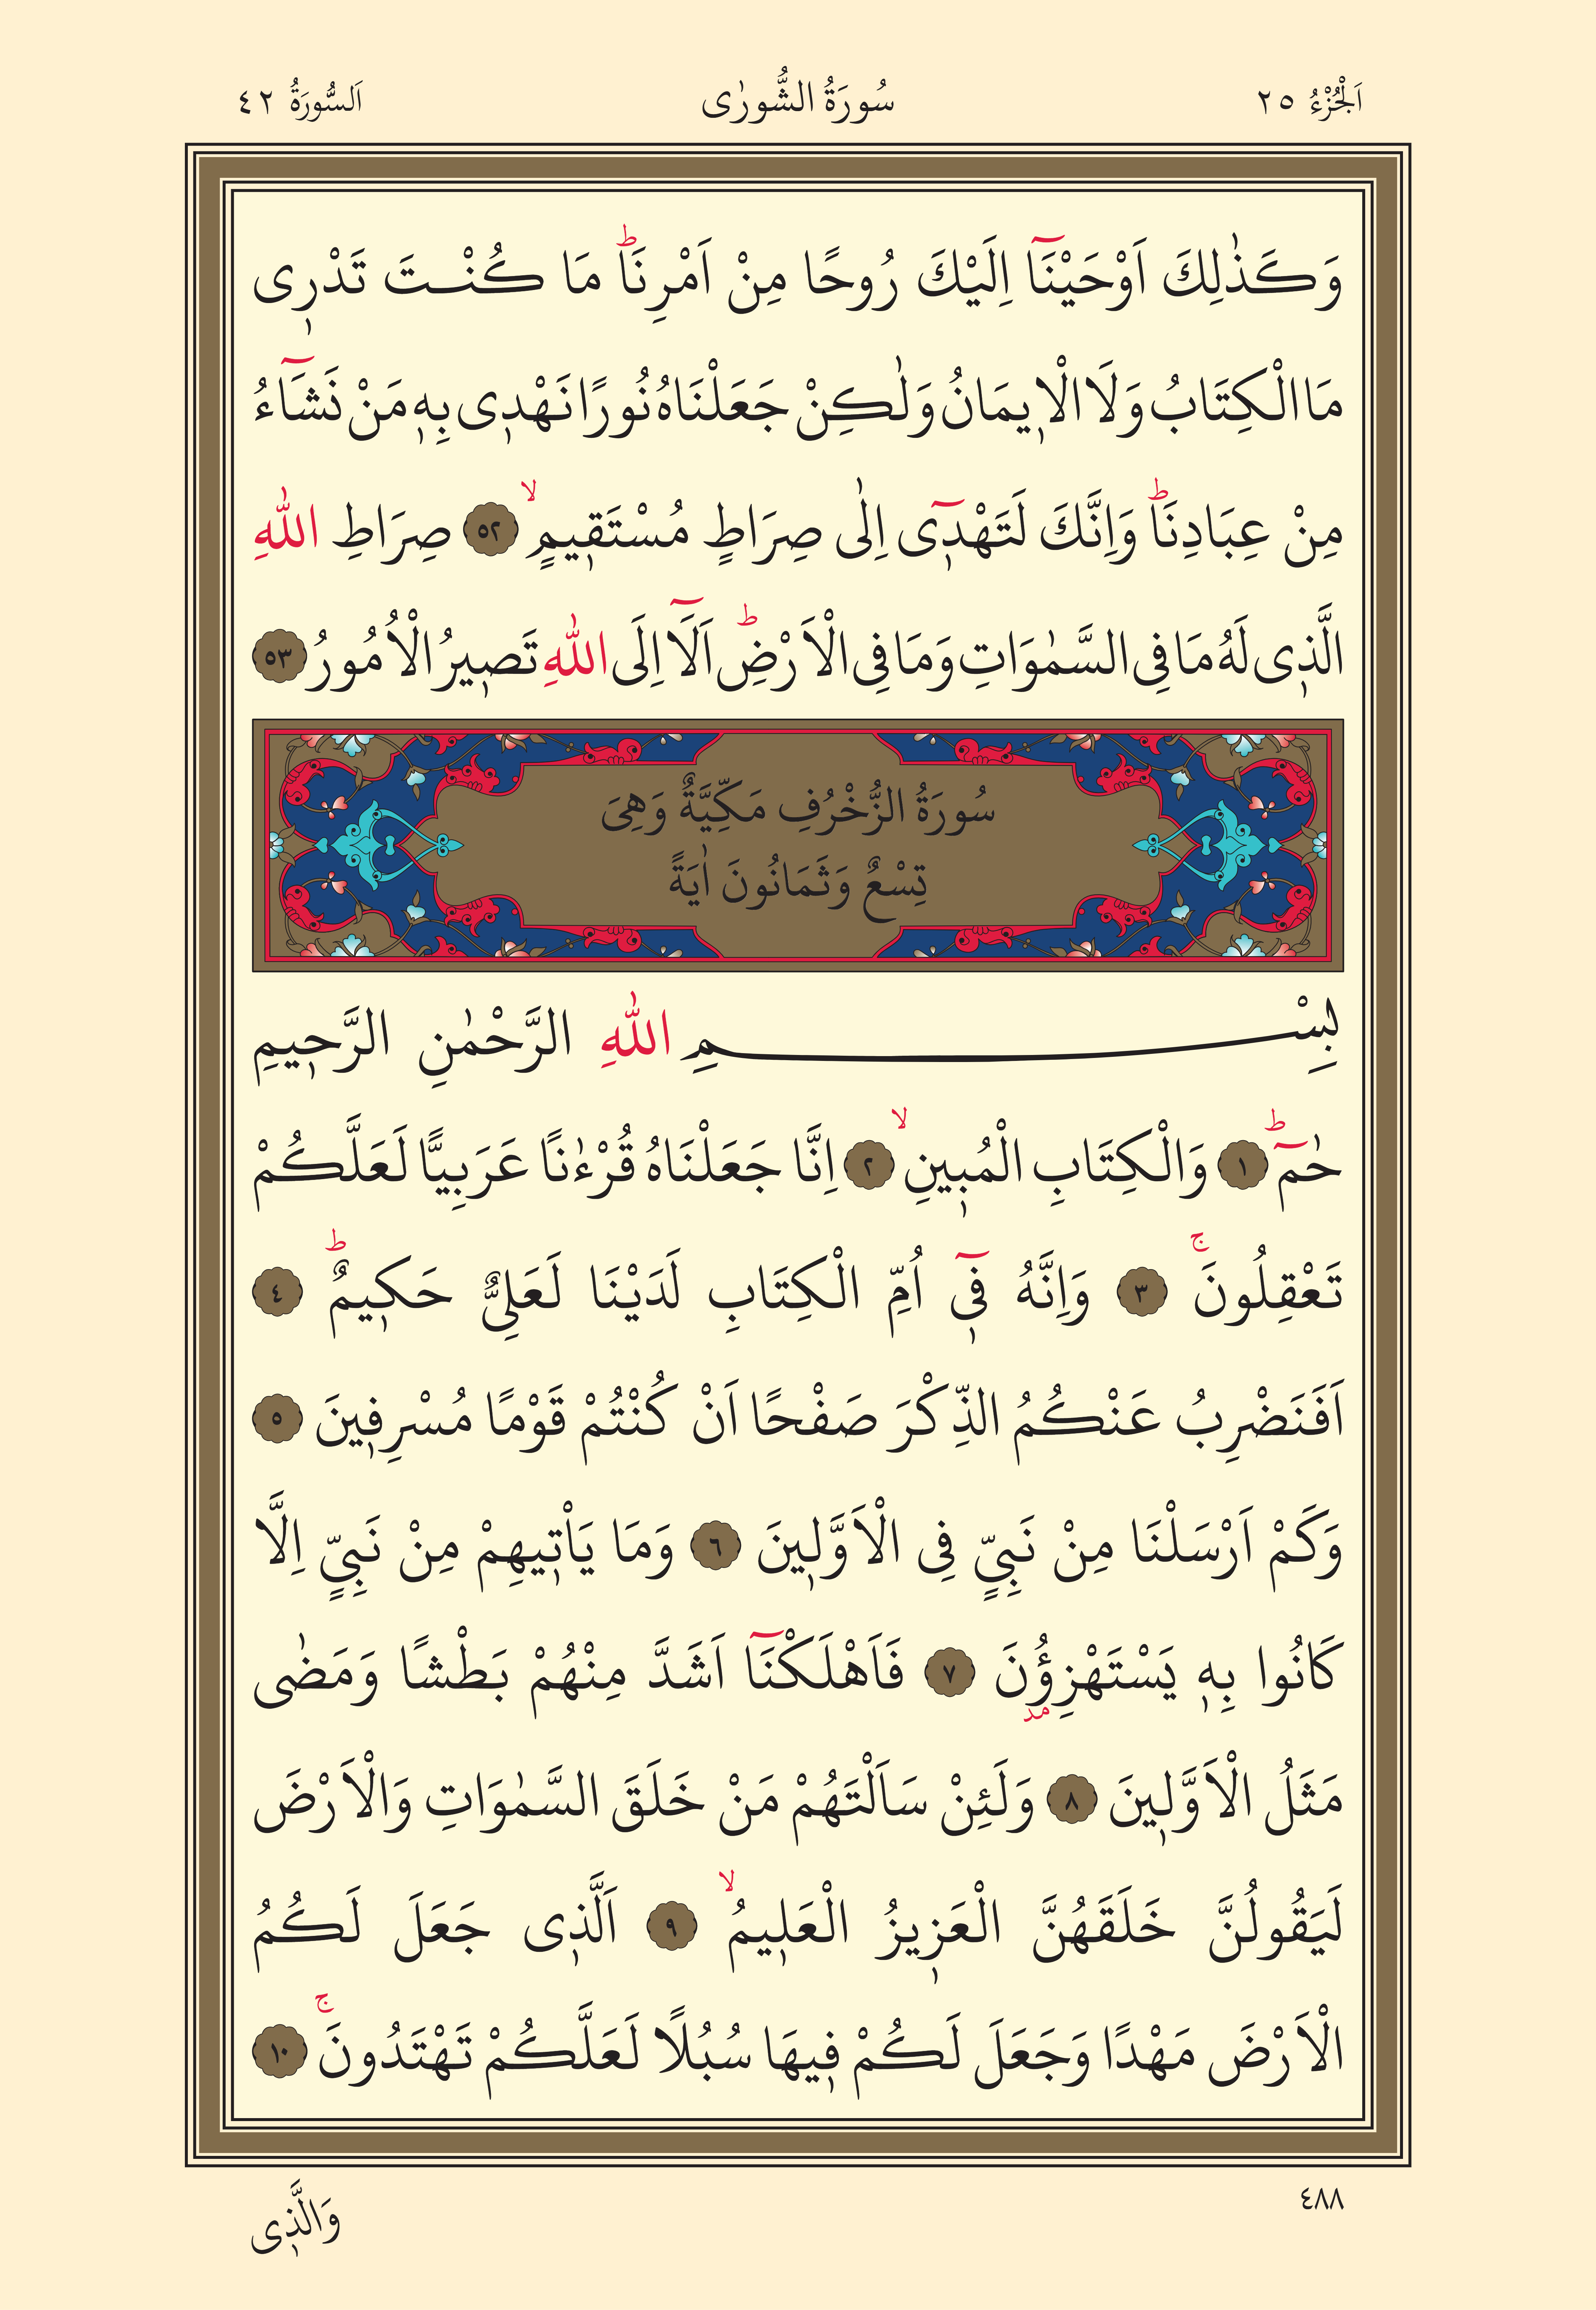 اَلْجُزْءُ ٢٥ سُورَةُ الشُّورٰى اَلسُّورَةُ ٤٢
وَكَذٰلِكَ اَوْحَيْنَٓا اِلَيْكَ رُوحًا مِنْ اَمْرِنَاۜ مَا كُنْتَ تَدْرٖى
مَا الْكِتَابُ وَلَا الْاٖيمَانُ وَلٰكِنْ جَعَلْنَاهُ نُورًا نَهْدٖى بِهٖ مَنْ نَشَٓاءُ
مِنْ عِبَادِنَاۜ وَاِنَّكَ لَتَهْدٖٓى اِلٰى صِرَاطٍ مُسْتَقٖيمٍۙ ٥٢ صِرَاطِ اللّٰهِ
الَّذٖى لَهُ مَا فِى السَّمٰوَاتِ وَمَا فِى الْاَرْضِۜ اَلَٓا اِلَى اللّٰهِ تَصٖيرُ الْاُمُورُ ٥٣
سُورَةُ الزُّخْرُفِ مَكِّيَّةٌ وَهِىَ
تِسْعٌ وَثَمَانُونَ اٰيَةً
بِسْمِ اللّٰهِ الرَّحْمٰنِ الرَّحٖيمِ
حٰمٓۜ ١ وَالْكِتَابِ الْمُبٖينِۙ ٢ اِنَّا جَعَلْنَاهُ قُرْءٰنًا عَرَبِيًّا لَعَلَّكُمْ
تَعْقِلُونَۚ ٣ وَاِنَّهُ فٖٓى اُمِّ الْكِتَابِ لَدَيْنَا لَعَلِىٌّ حَكٖيمٌۜ ٤
اَفَنَضْرِبُ عَنْكُمُ الذِّكْرَ صَفْحًا اَنْ كُنْتُمْ قَوْمًا مُسْرِفٖينَ ٥
وَكَمْ اَرْسَلْنَا مِنْ نَبِىٍّ فِى الْاَوَّلٖينَ ٦ وَمَا يَاْتٖيهِمْ مِنْ نَبِىٍّ اِلَّا
كَانُوا بِهٖ يَسْتَهْزِؤُ۫نَ ٧ فَاَهْلَكْنَٓا اَشَدَّ مِنْهُمْ بَطْشًا وَمَضٰى
مَثَلُ الْاَوَّلٖينَ ٨ وَلَئِنْ سَاَلْتَهُمْ مَنْ خَلَقَ السَّمٰوَاتِ وَالْاَرْضَ
لَيَقُولُنَّ خَلَقَهُنَّ الْعَزٖيزُ الْعَلٖيمُۙ ٩ اَلَّذٖى جَعَلَ لَكُمُ
الْاَرْضَ مَهْدًا وَجَعَلَ لَكُمْ فٖيهَا سُبُلًا لَعَلَّكُمْ تَهْتَدُونَۚ ١٠
٤٨٨
وَالَّذٖى